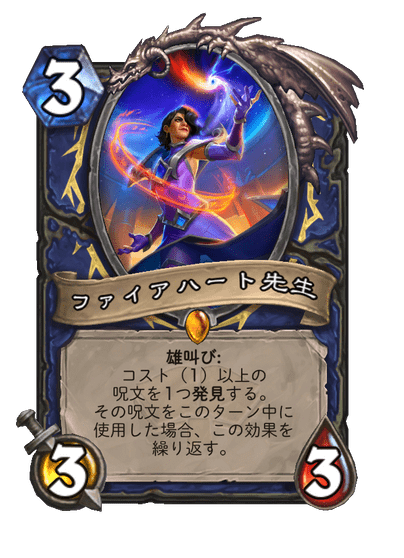 3
ファイアハート先生
雄叫び:
コスト（1）以上の
呪文を1つ発見する。
その呪文をこのターン中に
使用した場合、この効果を
繰り返す。
3
3